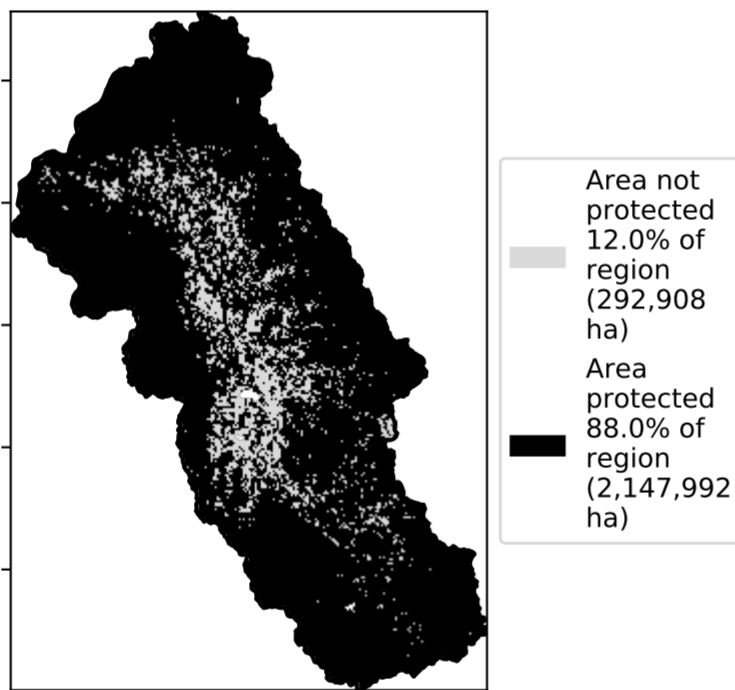 Area not
protected
12.0% of
region
(292,908
ha)
Area
protected
88.0% of
region
(2,147,992
ha)